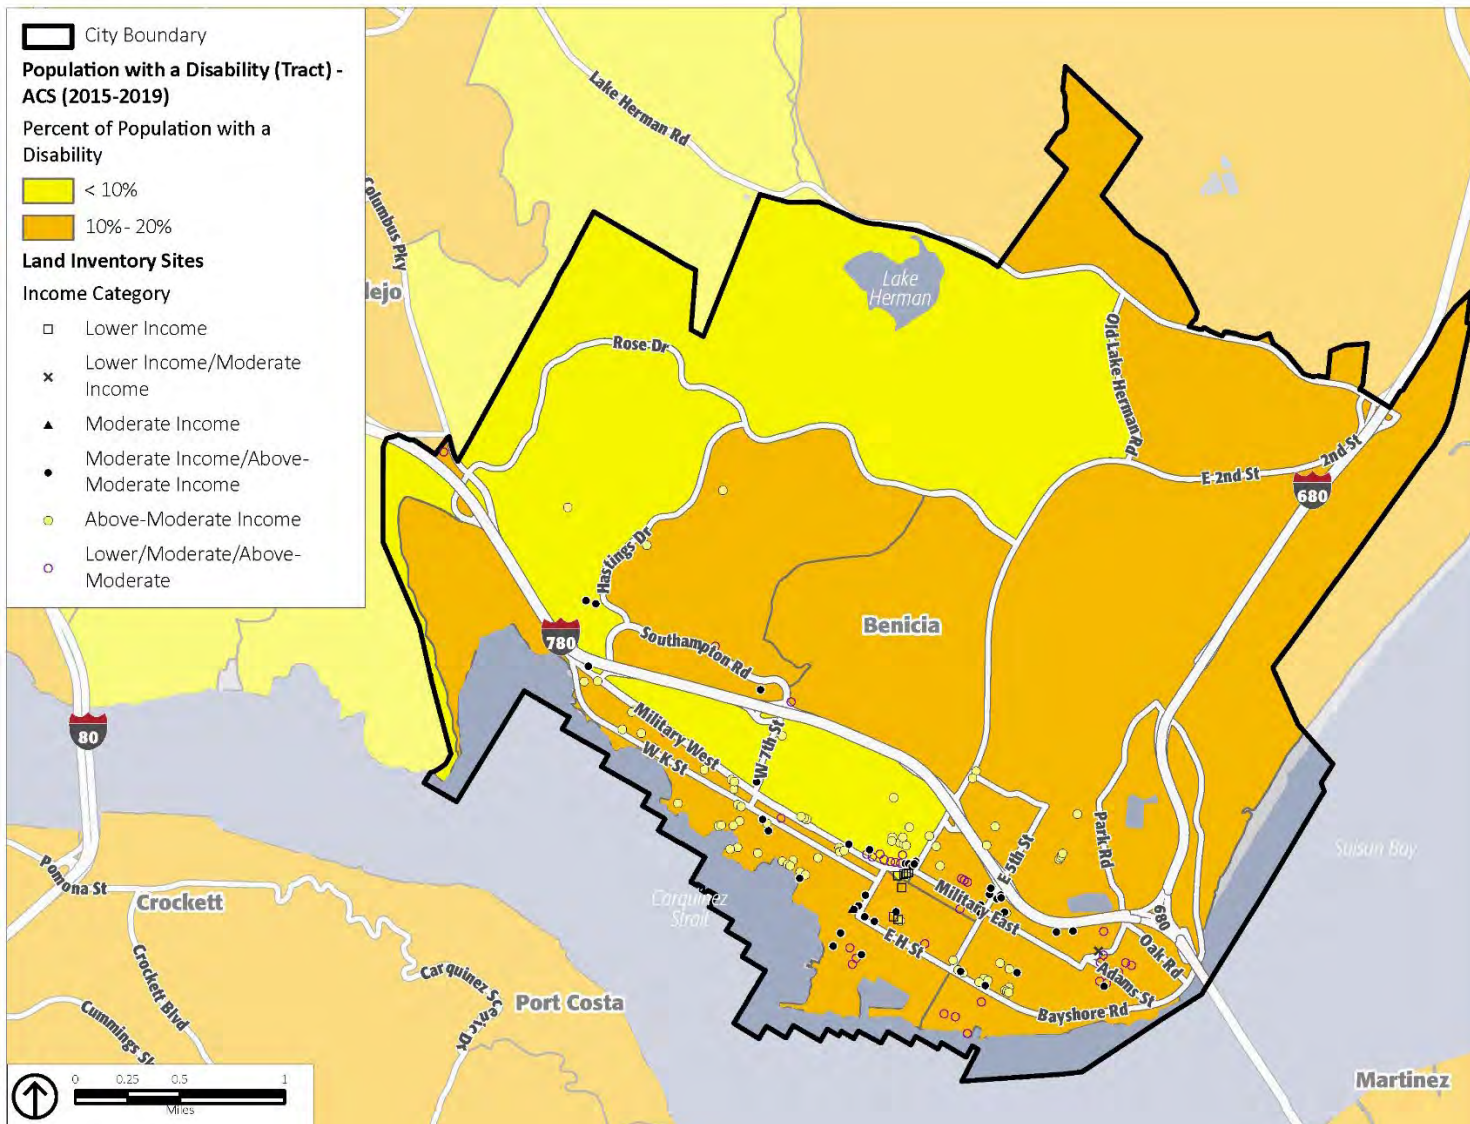 City Boundary
Population with a Disability (Tract) -
ACS (2015-2019)
Percent of Population with a
Disability
< 10%
10%- 20%
Land Inventory Sites
Income Category
Lower Income
Lower Income/Moderate
Income
Moderate Income
Moderate Income/Above-
Moderate Income
Above-Moderate Income
Lower/Moderate/Above-
Moderate
Lake Herman Rd
Columbus Pky
lejo
Lake
Herman
Rose Dr
Old Lake Herman Rd
E 2nd St
2nd St
680
Hastings Dr
Benicia
780
Southampton Rd
80
Military West
W K St
W 7th St
Park Rd
E 5th St
Suisun Bay
Pomona St
Crockett
Carquinez
Strait
Military East
680
E H St
Oak Rd
Adams St
Crockett Blvd
Carquinez Scenic Dr
Port Costa
Bayshore Rd
Cummings Sk
Martinez
0 0.25 0.5 1
Miles